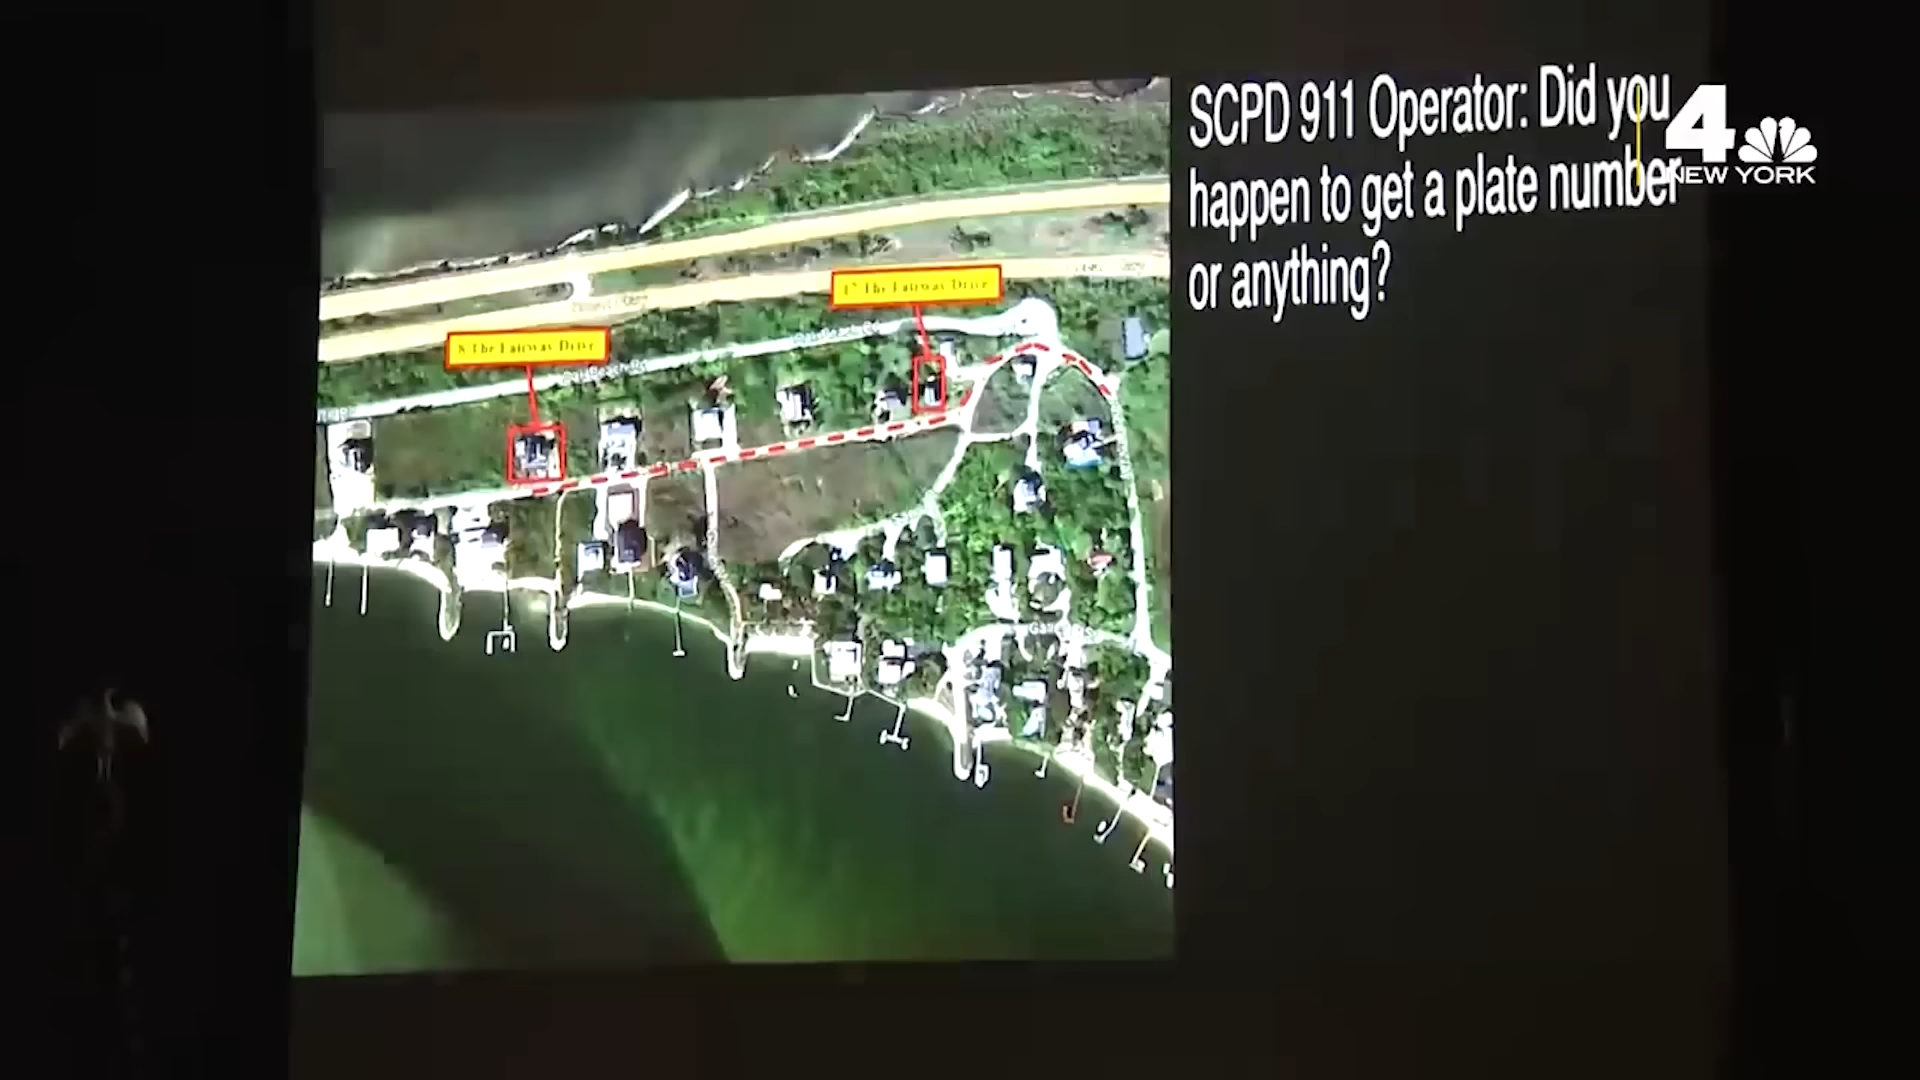 SCPD 911 Operator: Did you
happen to get a plate number
or anything?
4
NEW YORK
17 The Fairway Drive
8 The Fairway Drive